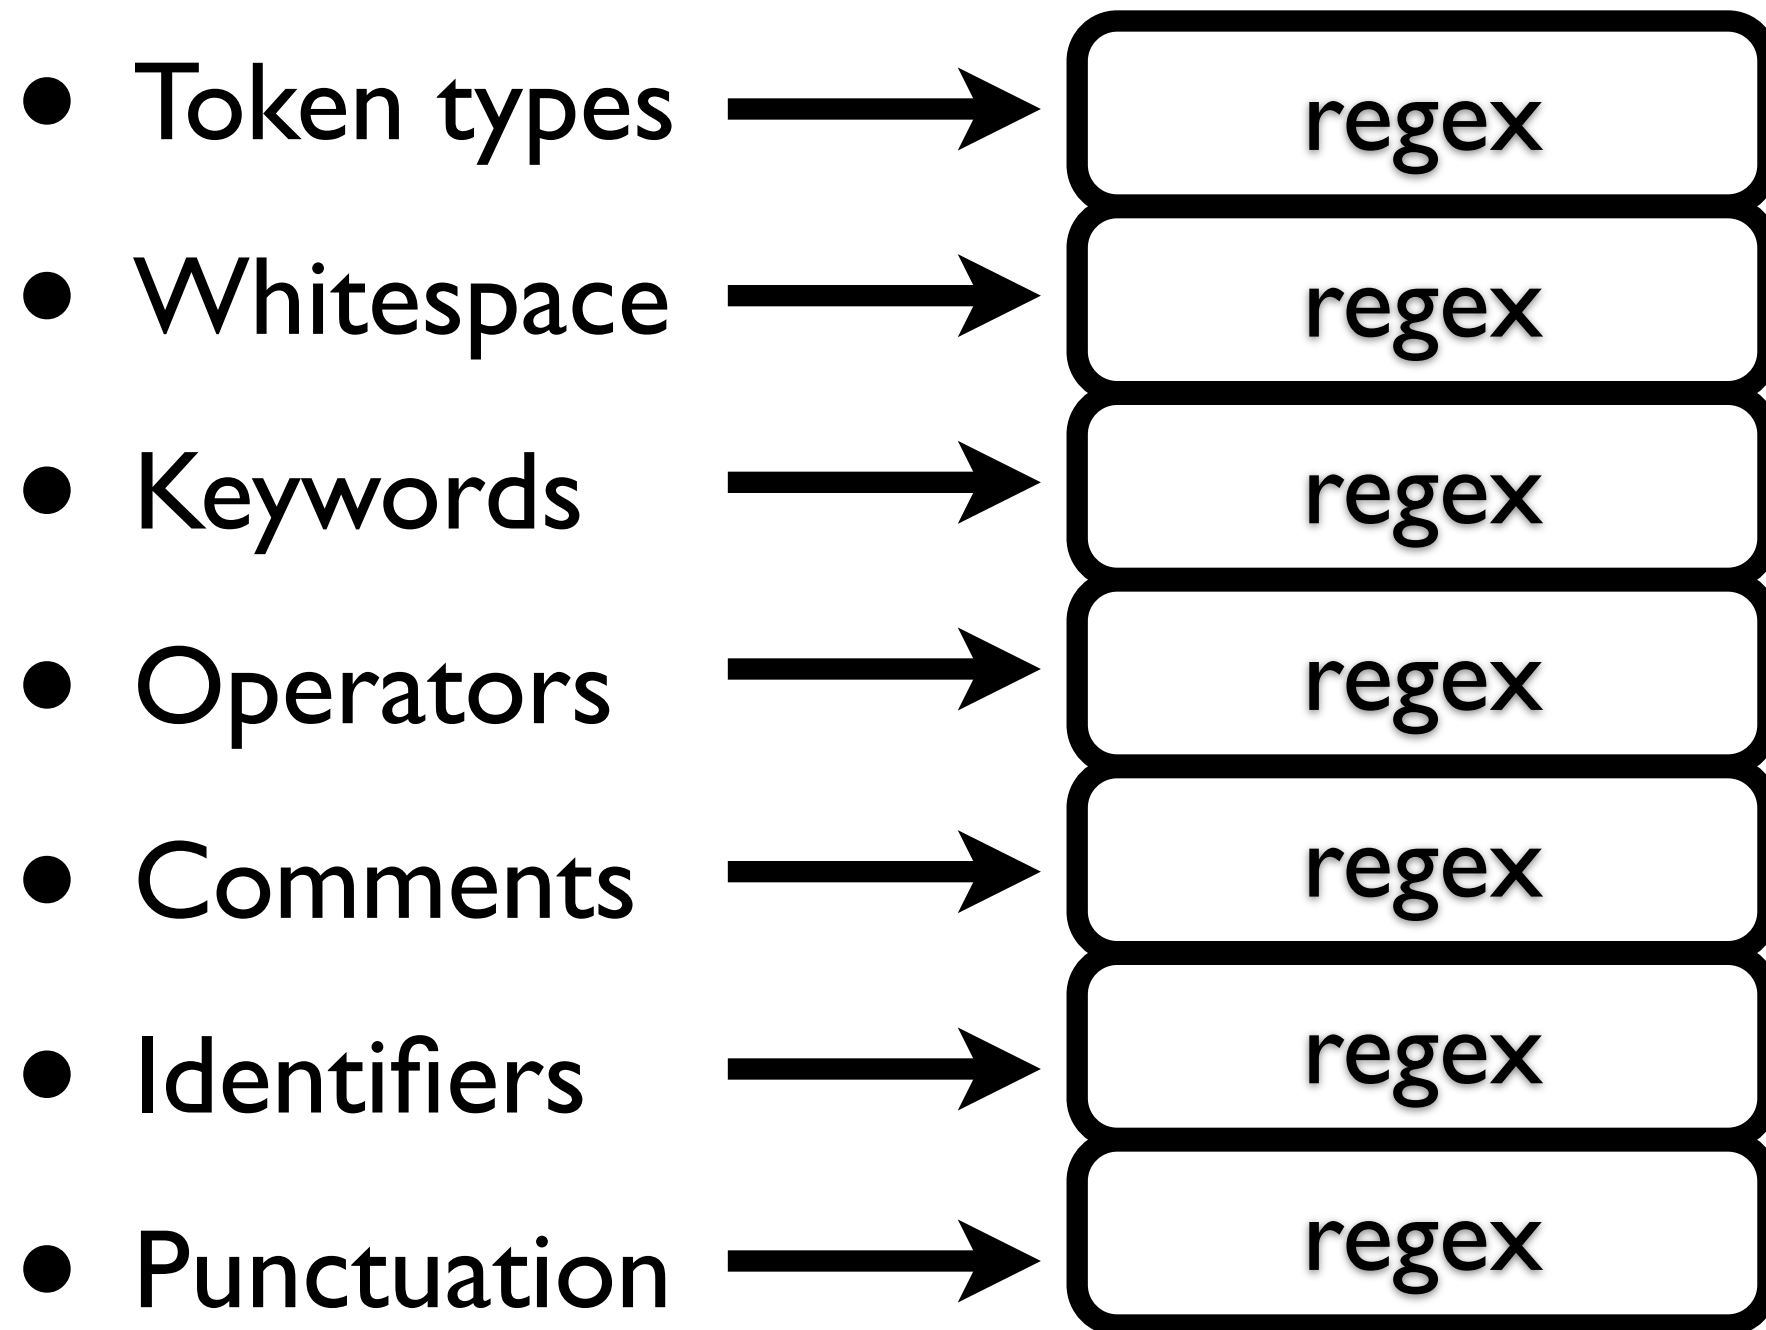 • Token types regex
• Whitespace regex
• Keywords regex
• Operators regex
• Comments regex
• Identifiers regex
• Punctuation regex